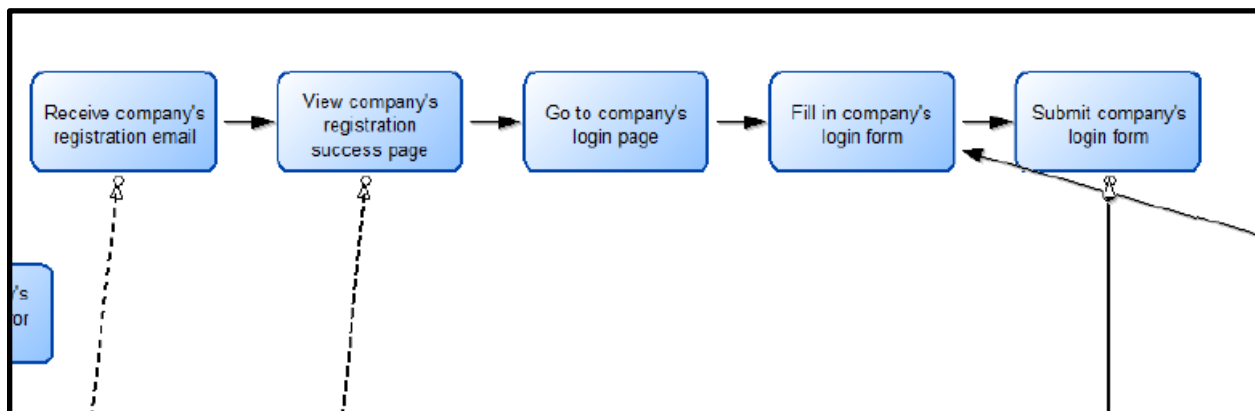 Receive company's
registration email
View company's
registration
success page
Go to company's
login page
Fill in company's
login form
Submit company's
login form